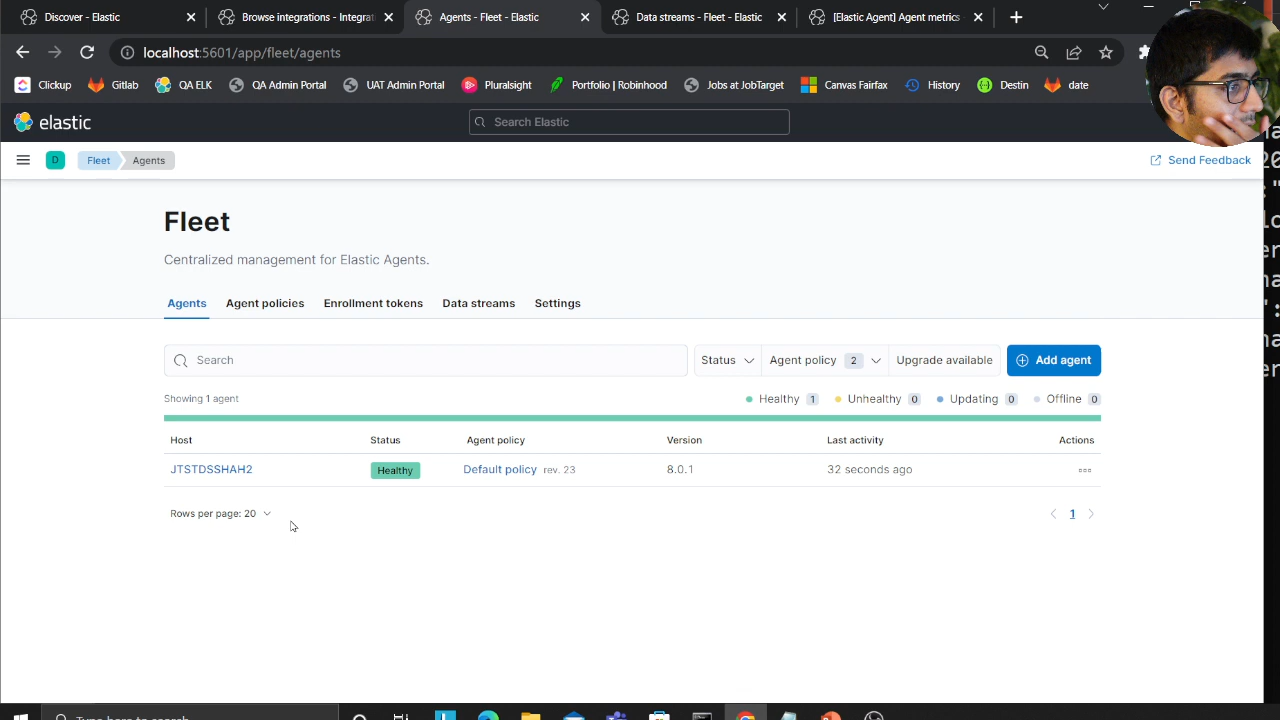 Discover - Elastic
Browse integrations - Integrat
Agents - Fleet - Elastic
Data streams - Fleet - Elastic
[Elastic Agent] Agent metrics
localhost:5601/app/fleet/agents
Clickup
Gitlab
QA ELK
QA Admin Portal
UAT Admin Portal
Pluralsight
Portfolio | Robinhood
Jobs at JobTarget
Canvas Fairfax
History
Destin
date
elastic
Search Elastic
D
Fleet
Agents
Send Feedback
Fleet
Centralized management for Elastic Agents.
Agents
Agent policies
Enrollment tokens
Data streams
Settings
Search
Status
Agent policy 2
Upgrade available
Add agent
Showing 1 agent
Healthy 1
Unhealthy 0
Updating 0
Offline 0
Host
Status
Agent policy
Version
Last activity
Actions
JTSTDSSHAH2
Healthy
Default policy rev. 23
8.0.1
32 seconds ago
Rows per page: 20
1
Type here to search